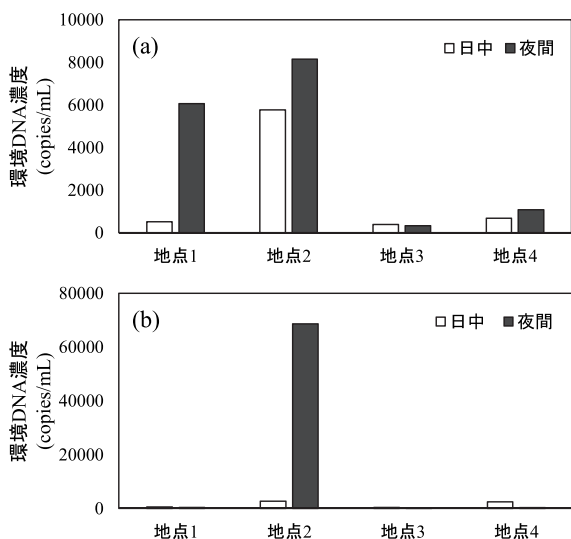 (a)
日中 夜間
環境DNA濃度
(copies/mL)
10000
8000
6000
4000
2000
0
地点1 地点2 地点3 地点4
(b)
日中 夜間
環境DNA濃度
(copies/mL)
80000
60000
40000
20000
0
地点1 地点2 地点3 地点4